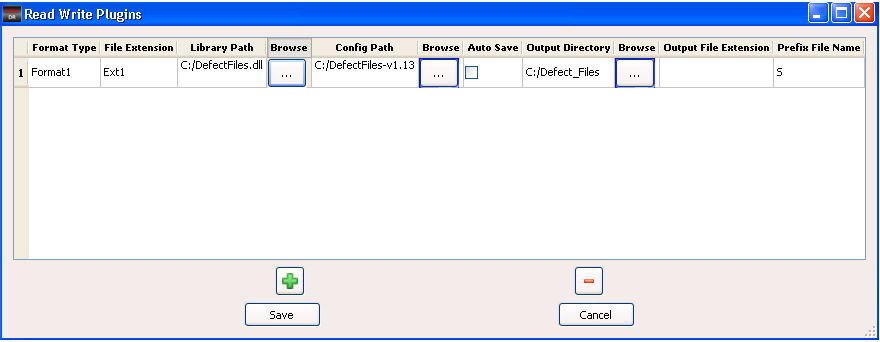 DR Read Write Plugins
Format Type File Extension Library Path Browse Config Path Browse Auto Save Output Directory Browse Output File Extension Prefix File Name
1 Format1 Ext1 C:/DefectFiles.dll ... C:/DefectFiles-v1.13 ... C:/Defect_Files ... S
Save Cancel